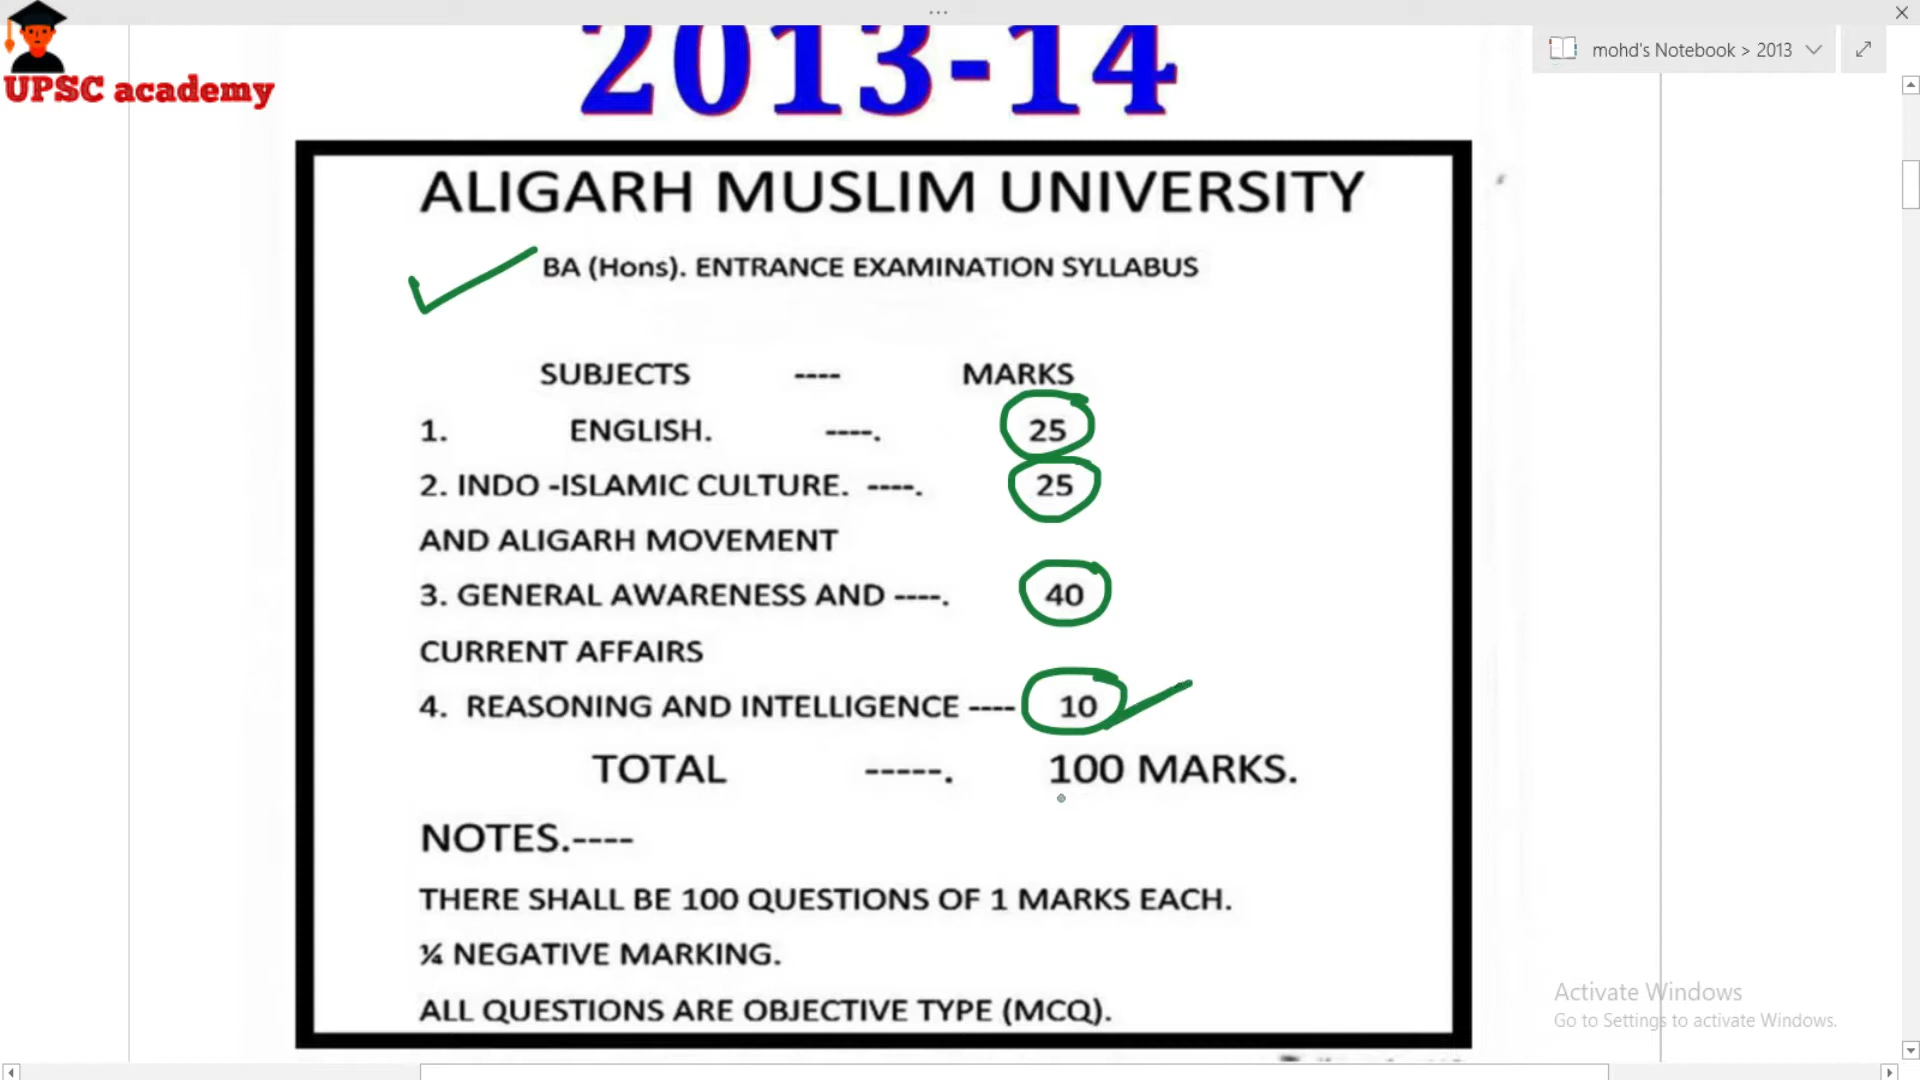 ...
mohd's Notebook > 2013
UPSC academy
2013-14
ALIGARH MUSLIM UNIVERSITY
BA (Hons). ENTRANCE EXAMINATION SYLLABUS
SUBJECTS ---- MARKS
1. ENGLISH. ----. 25
2. INDO -ISLAMIC CULTURE. ----. 25
AND ALIGARH MOVEMENT
3. GENERAL AWARENESS AND ----. 40
CURRENT AFFAIRS
4. REASONING AND INTELLIGENCE ---- 10
TOTAL -----. 100 MARKS.
NOTES.----
THERE SHALL BE 100 QUESTIONS OF 1 MARKS EACH.
¼ NEGATIVE MARKING.
ALL QUESTIONS ARE OBJECTIVE TYPE (MCQ).
Activate Windows
Go to Settings to activate Windows.